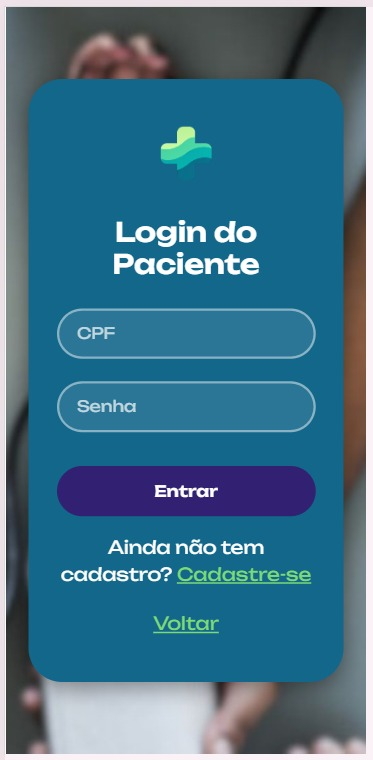 Login do
Paciente
CPF
Senha
Entrar
Ainda não tem
cadastro? Cadastre-se
Voltar